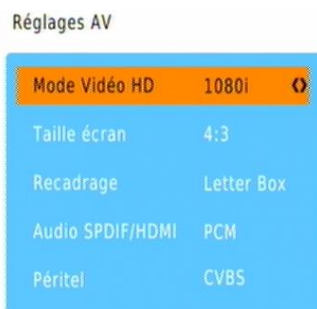 Réglages AV
Mode Vidéo HD 1080i
Taille écran 4:3
Recadrage Letter Box
Audio SPDIF/HDMI PCM
Péritel CVBS